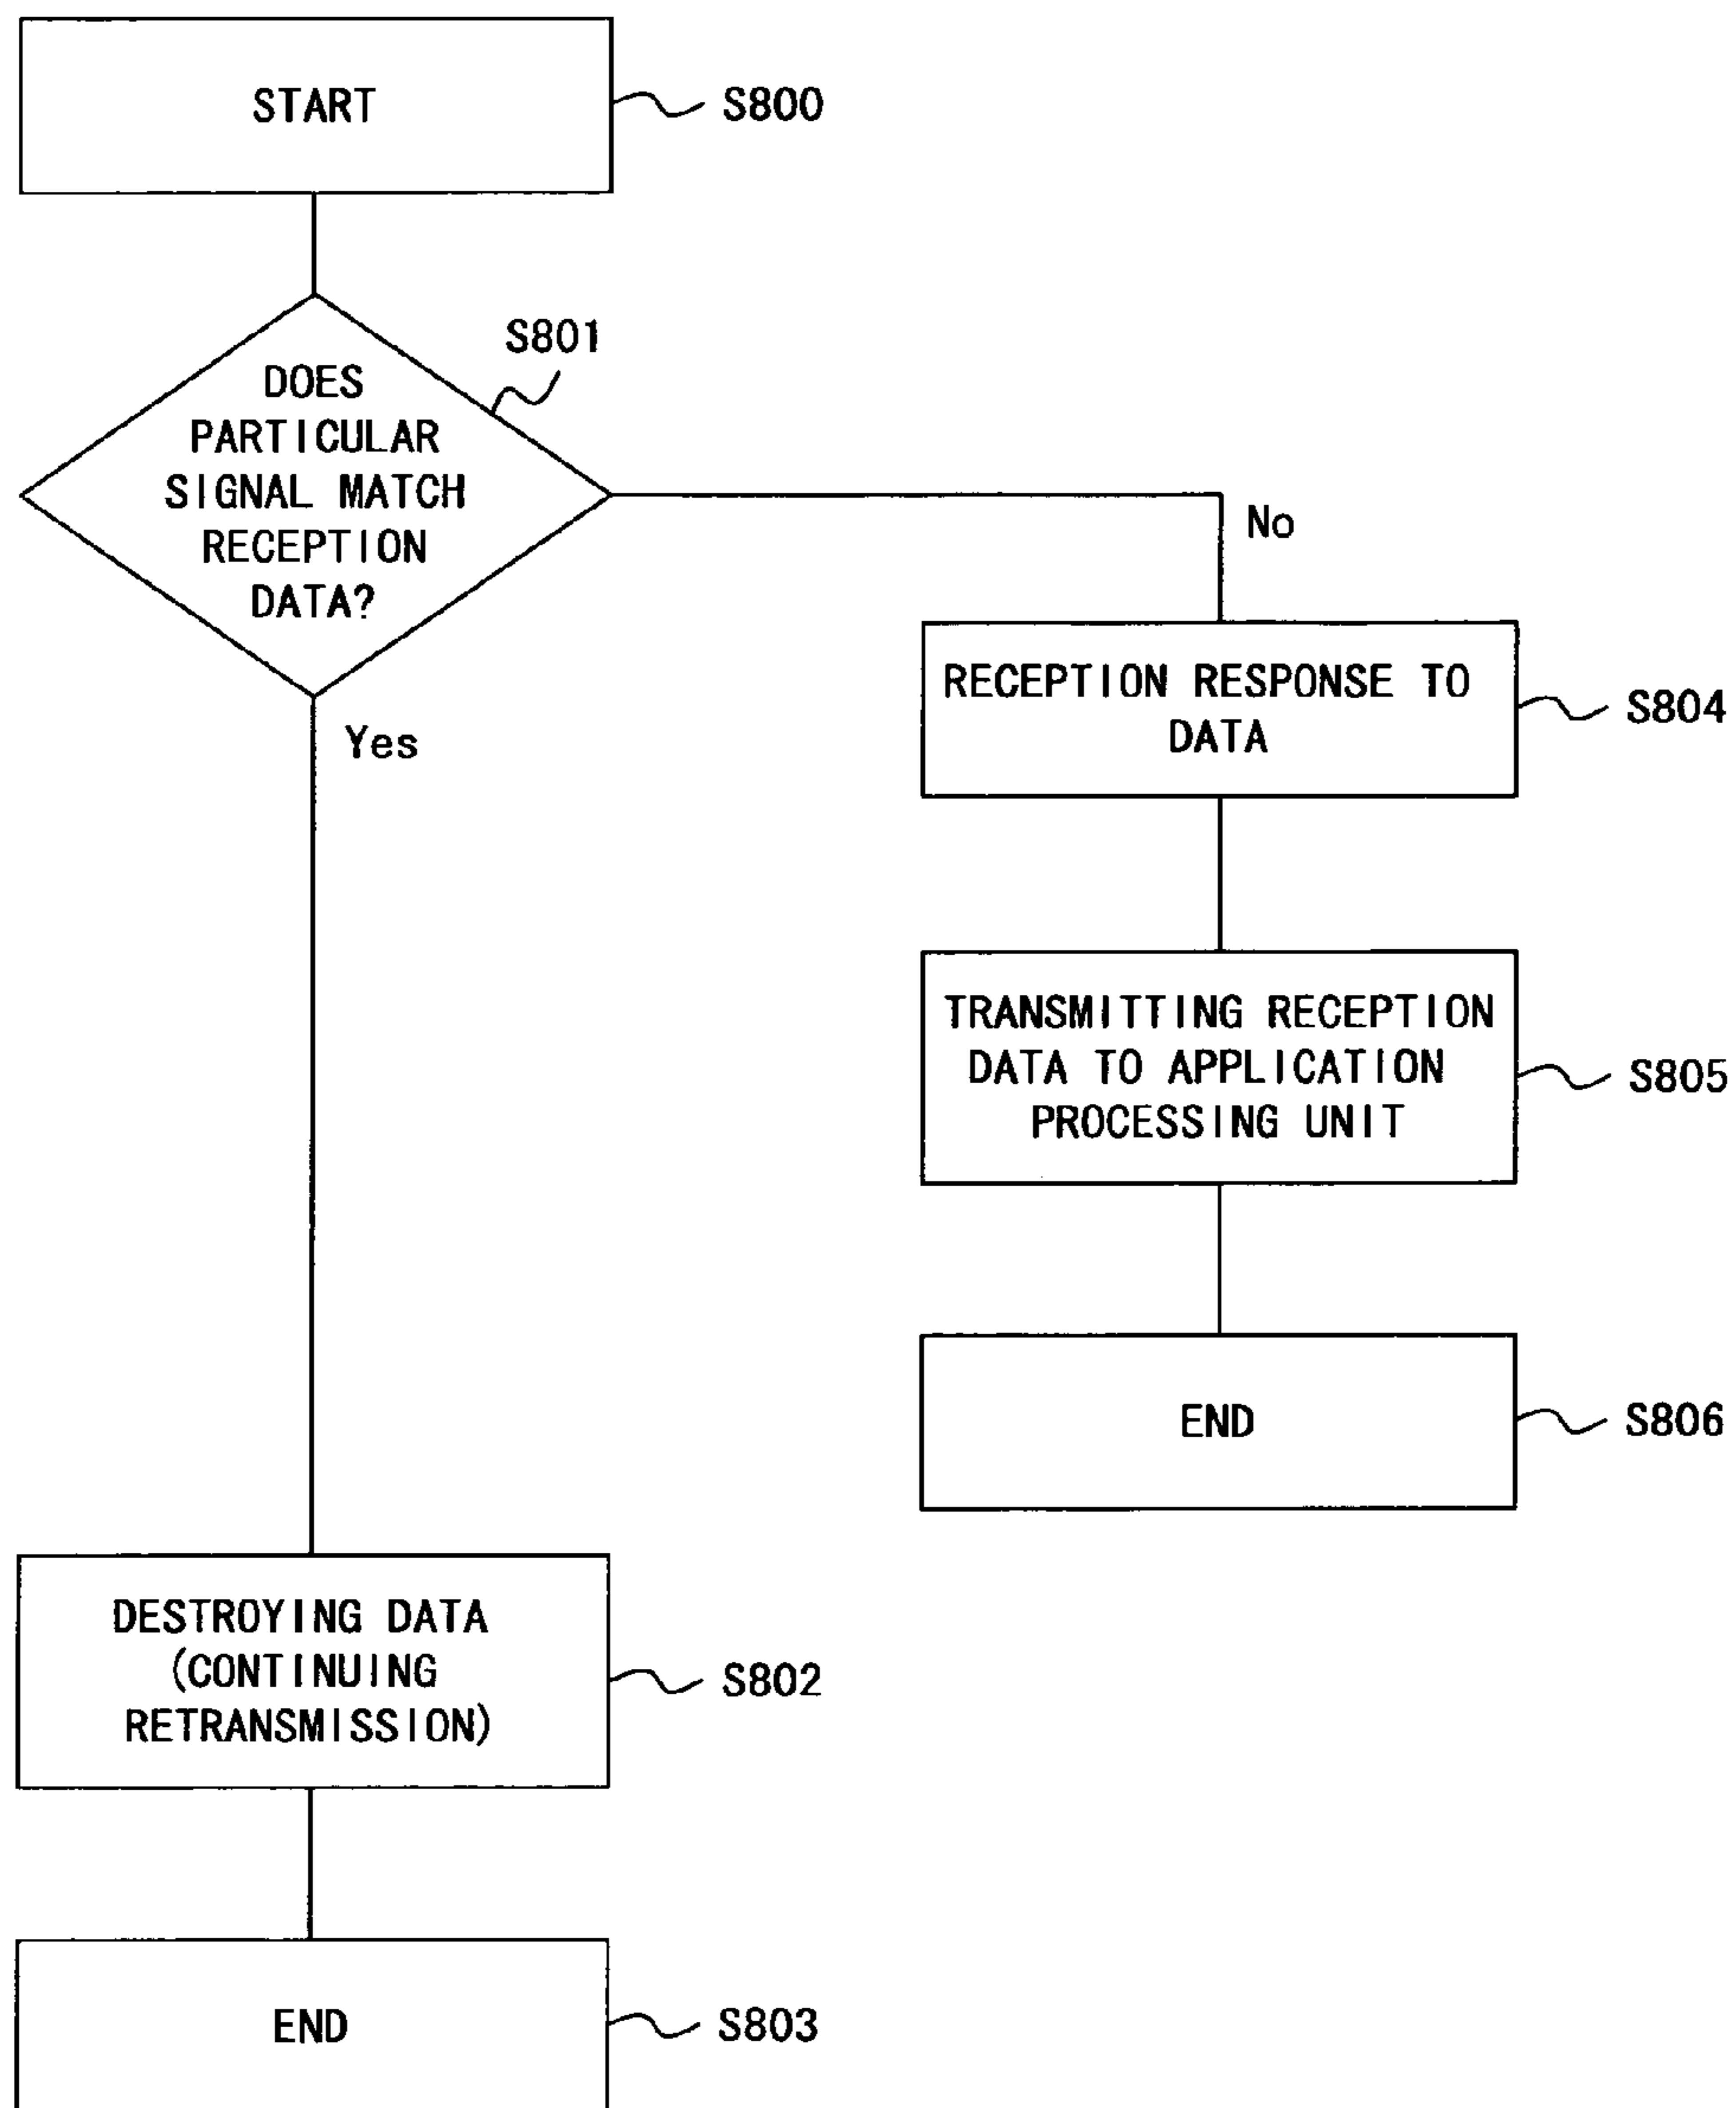 START
S800
S801
DOES
PARTICULAR
SIGNAL MATCH
RECEPTION
DATA?
No
Yes
RECEPTION RESPONSE TO
DATA
S804
TRANSMITTING RECEPTION
DATA TO APPLICATION
PROCESSING UNIT
S805
END
S806
DESTROYING DATA
(CONTINUING
RETRANSMISSION)
S802
END
S803